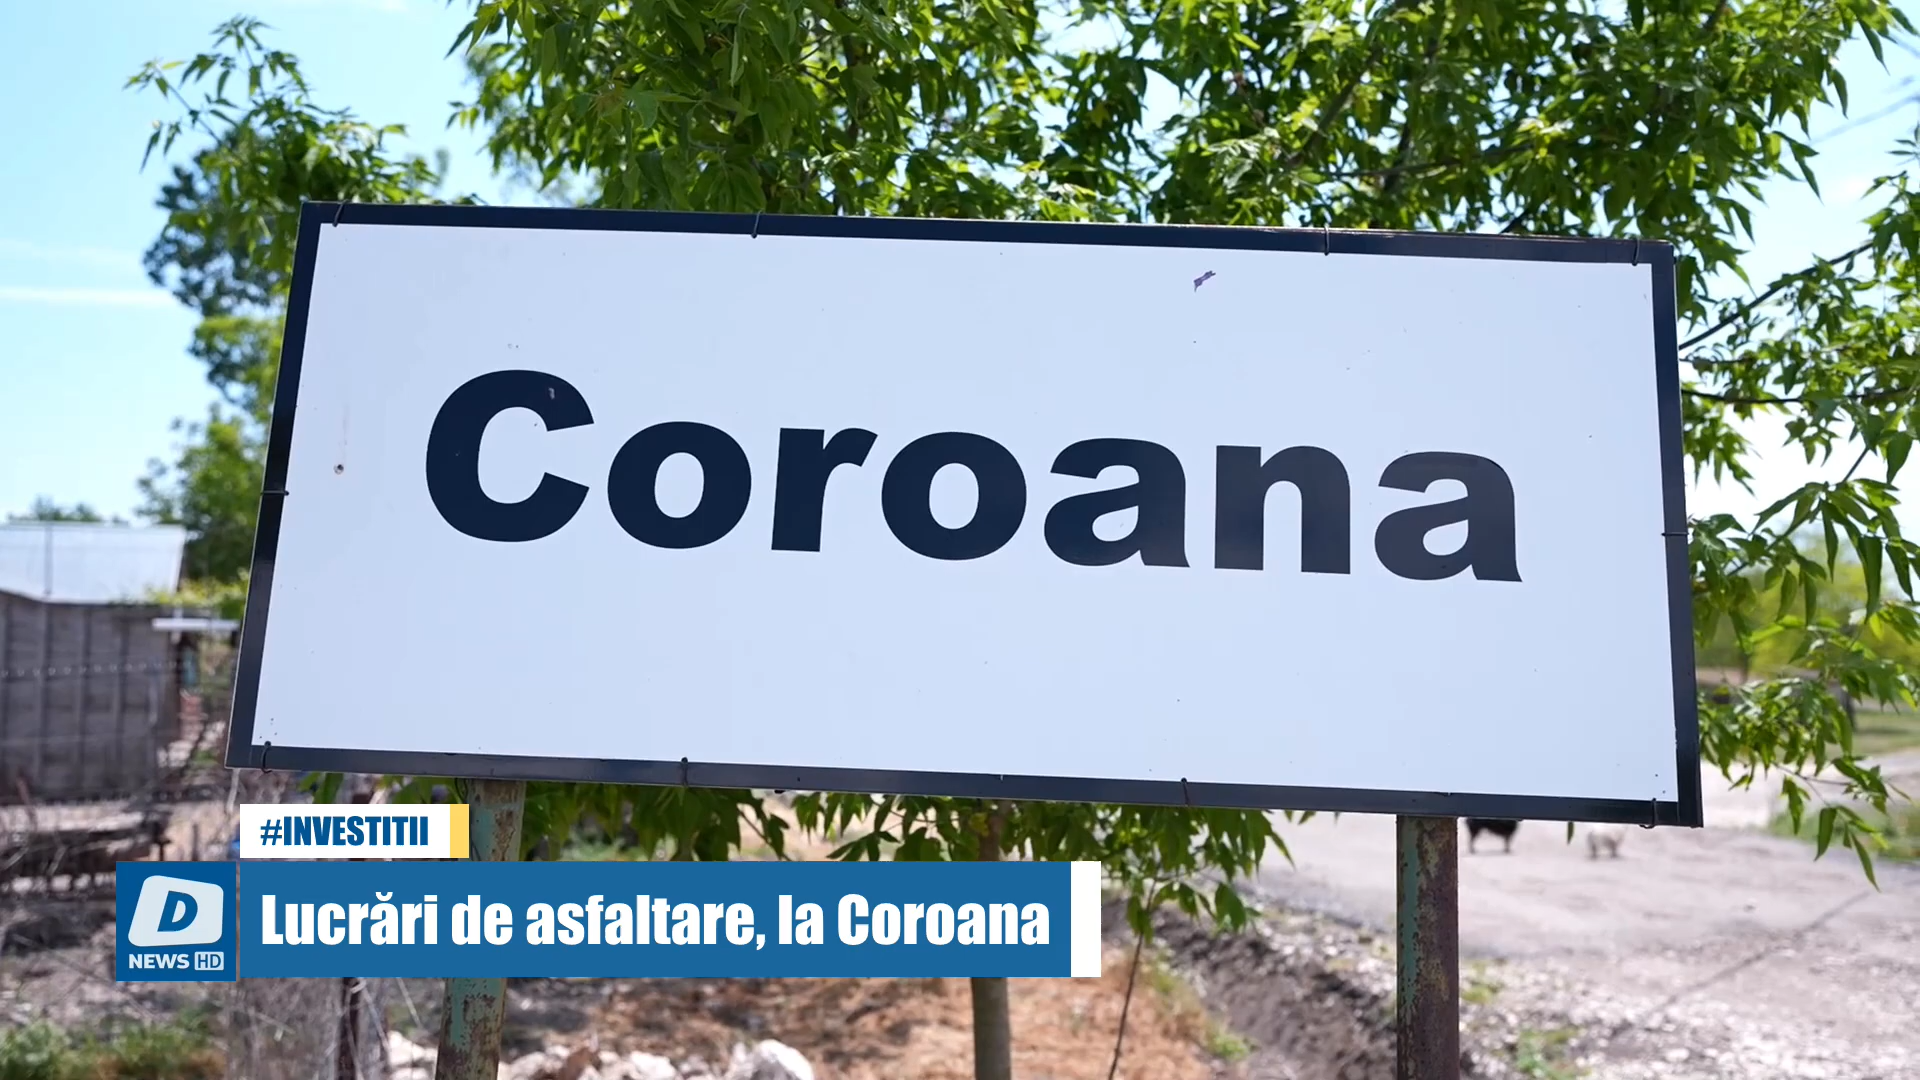 Coroana
#INVESTITII
Lucrări de asfaltare, la Coroana
D
NEWS HD